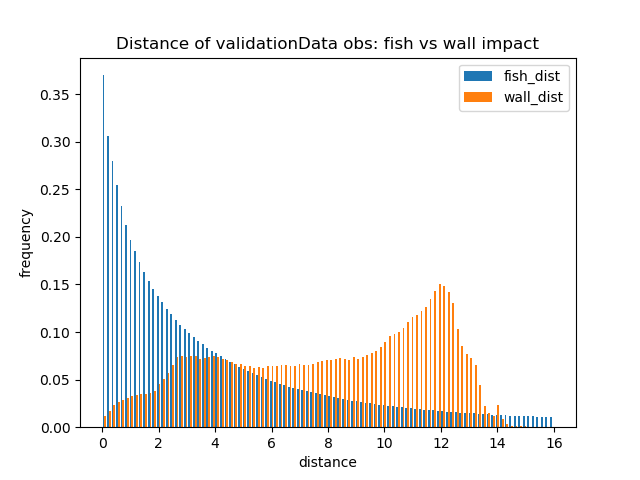 Distance of validationData obs: fish vs wall impact
fish_dist
wall_dist
frequency
0.35
0.30
0.25
0.20
0.15
0.10
0.05
0.00
0 2 4 6 8 10 12 14 16
distance